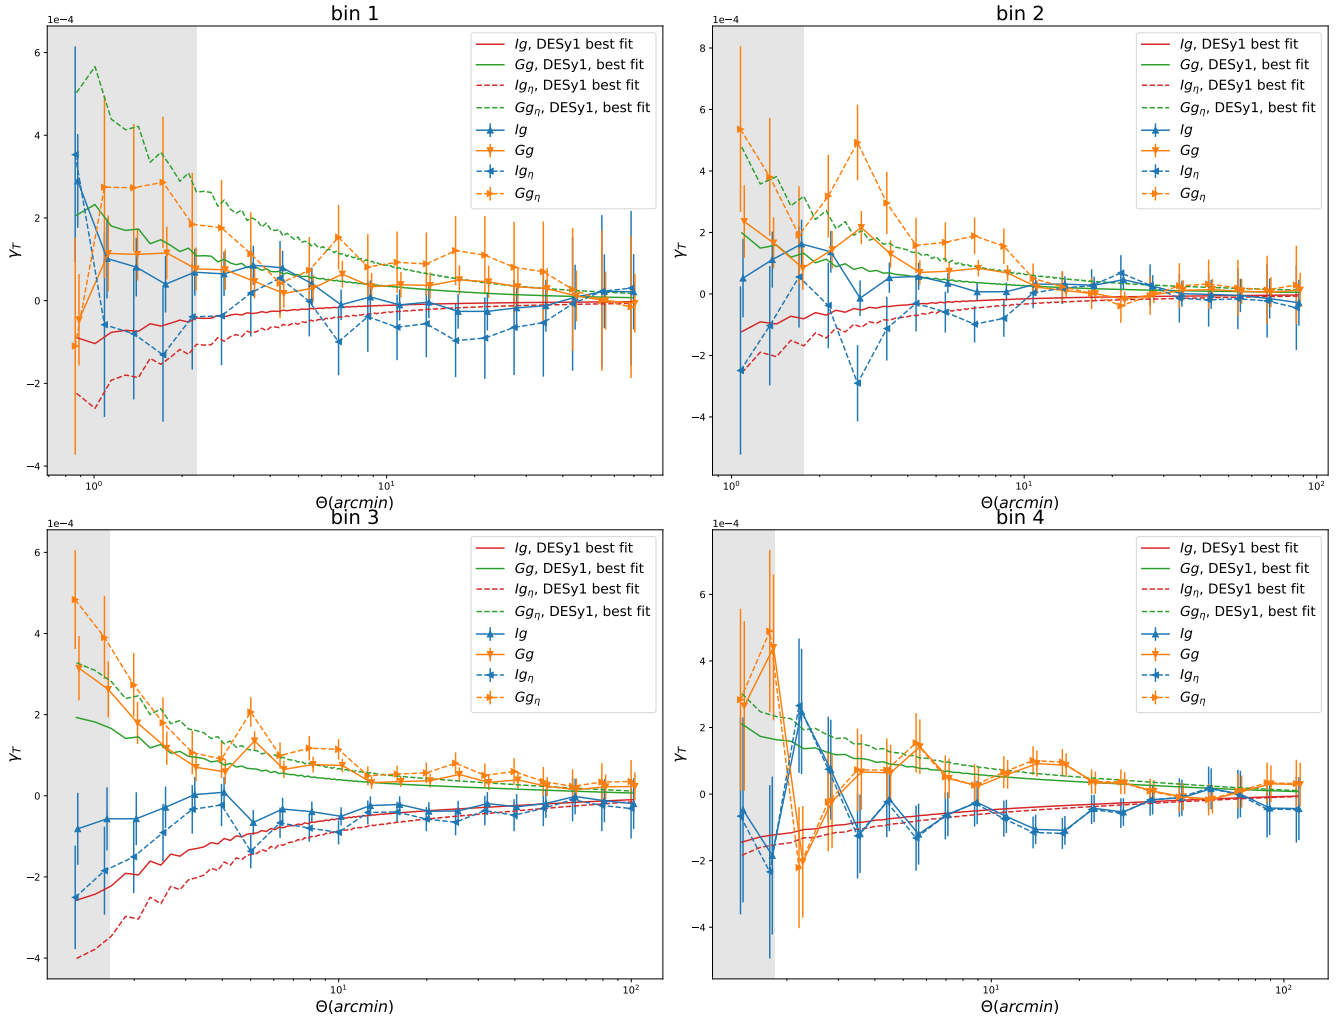 bin 1
1e−4
Ig, DESy1 best fit
Gg, DESy1, best fit
Igη, DESy1 best fit
Ggη, DESy1, best fit
Ig
Gg
Igη
Ggη
γT
6
4
2
0
−2
−4
10⁰
10¹
Θ(arcmin)
bin 2
1e−4
Ig, DESy1 best fit
Gg, DESy1, best fit
Igη, DESy1 best fit
Ggη, DESy1, best fit
Ig
Gg
Igη
Ggη
γT
8
6
4
2
0
−2
−4
10⁰
10¹
10²
Θ(arcmin)
bin 3
1e−4
Ig, DESy1 best fit
Gg, DESy1, best fit
Igη, DESy1 best fit
Ggη, DESy1, best fit
Ig
Gg
Igη
Ggη
γT
6
4
2
0
−2
−4
10¹
10²
Θ(arcmin)
bin 4
1e−4
Ig, DESy1 best fit
Gg, DESy1, best fit
Igη, DESy1 best fit
Ggη, DESy1, best fit
Ig
Gg
Igη
Ggη
γT
6
4
2
0
−2
−4
10¹
10²
Θ(arcmin)